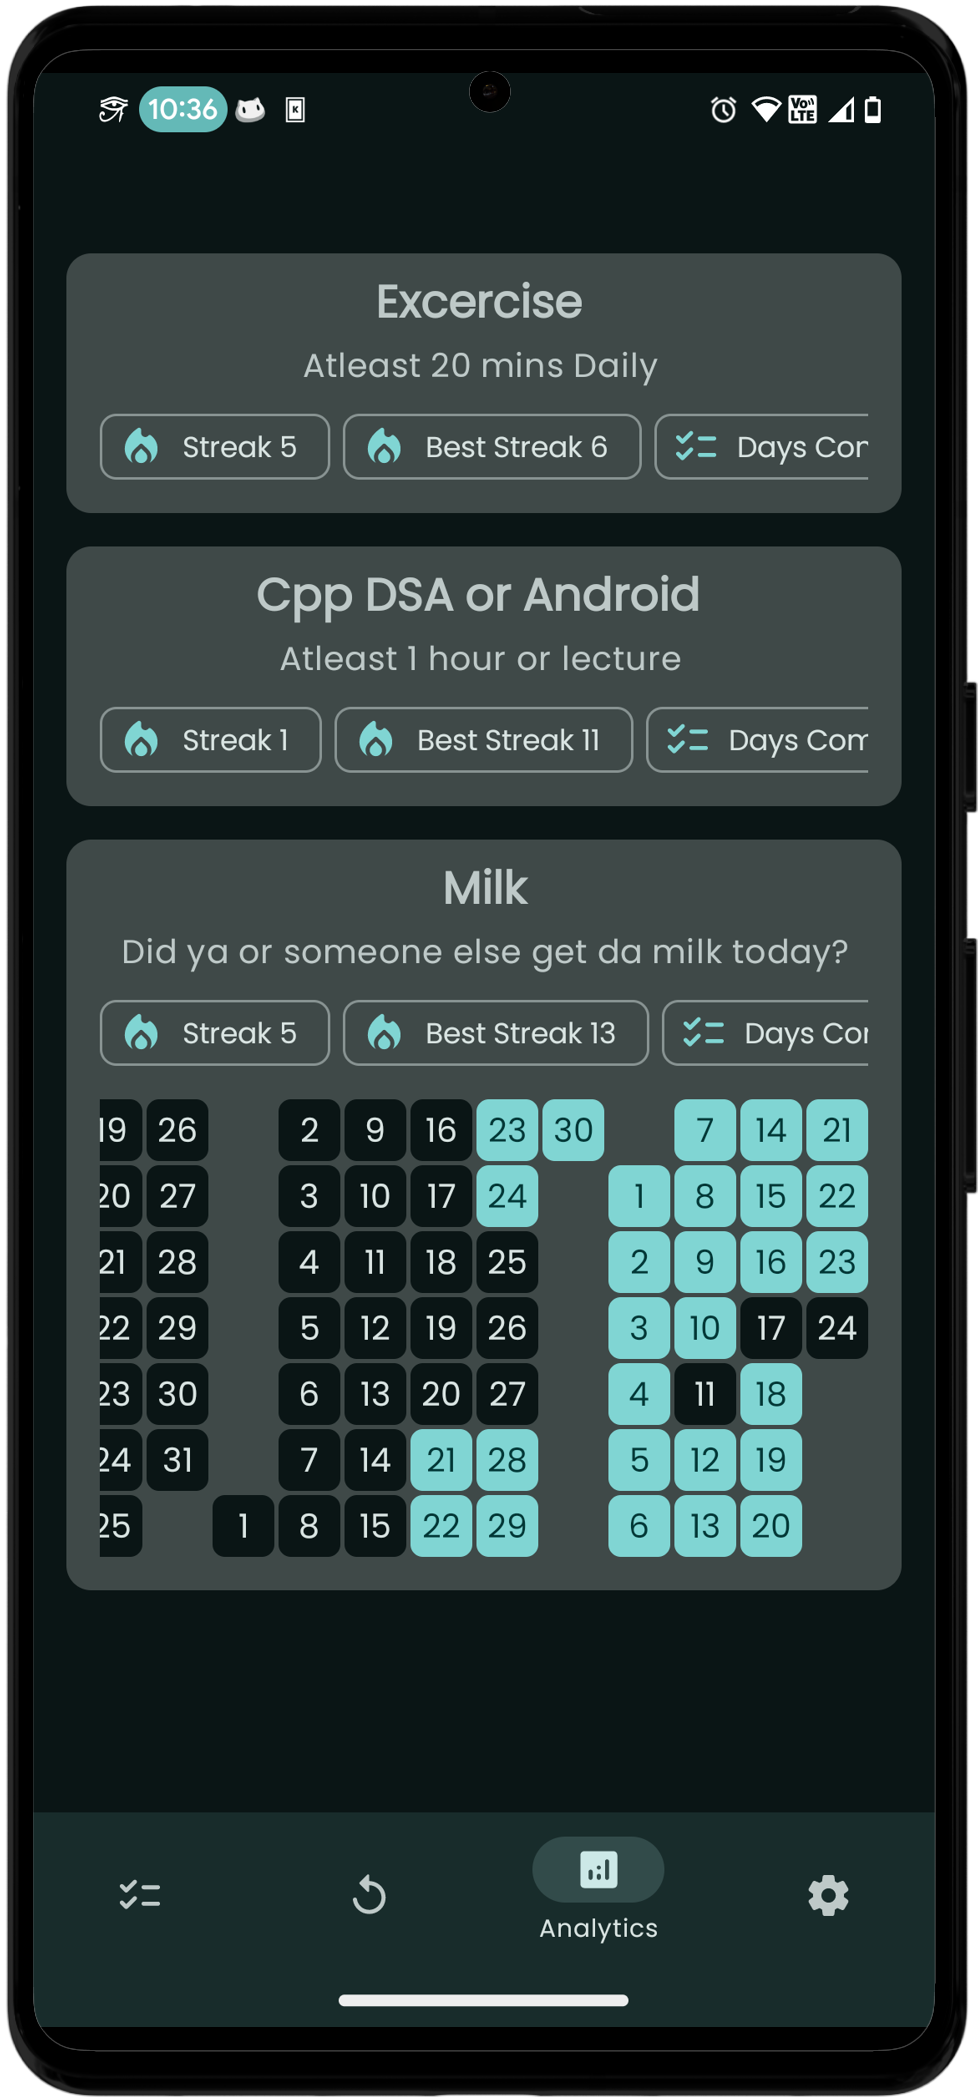 10:36
Vo)) LTE
Excercise
Atleast 20 mins Daily
Streak 5 Best Streak 6 Days Con
Cpp DSA or Android
Atleast 1 hour or lecture
Streak 1 Best Streak 11 Days Com
Milk
Did ya or someone else get da milk today?
Streak 5 Best Streak 13 Days Cor
19 26 2 9 16 23 30 7 14 21
20 27 3 10 17 24 1 8 15 22
21 28 4 11 18 25 2 9 16 23
22 29 5 12 19 26 3 10 17 24
23 30 6 13 20 27 4 11 18
24 31 7 14 21 28 5 12 19
25 1 8 15 22 29 6 13 20
Analytics